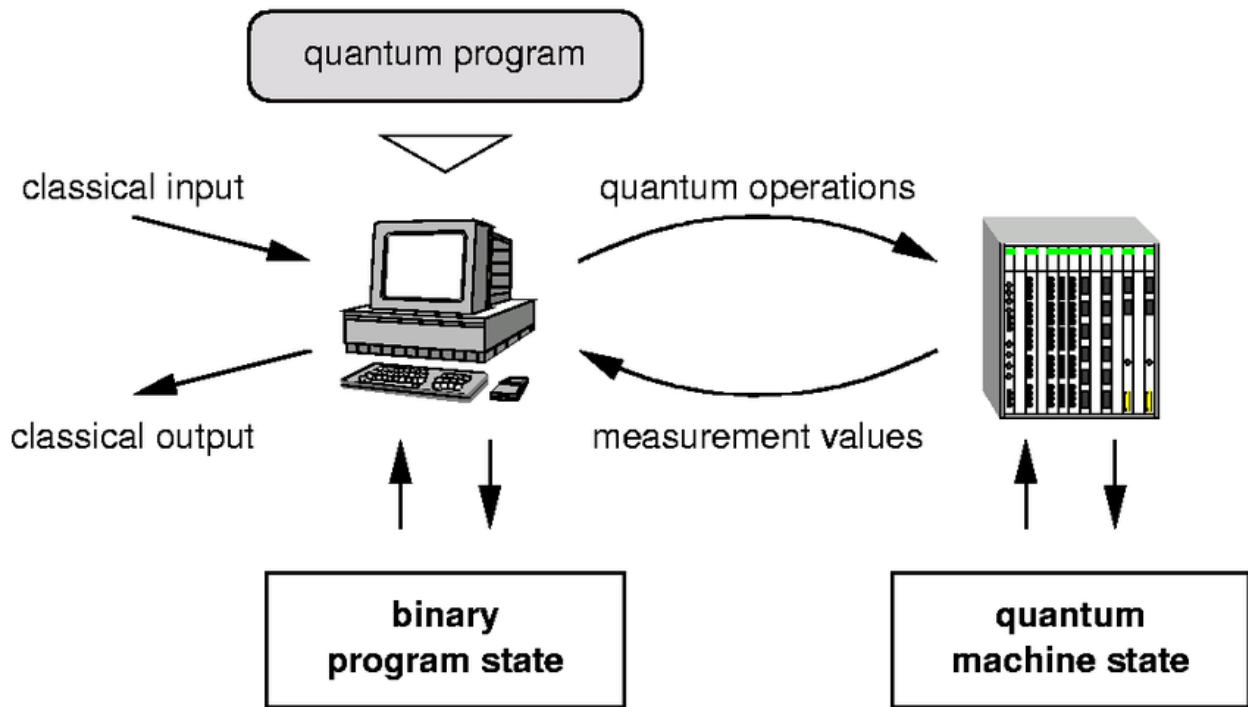 quantum program
classical input
quantum operations
classical output
measurement values
binary
program state
quantum
machine state